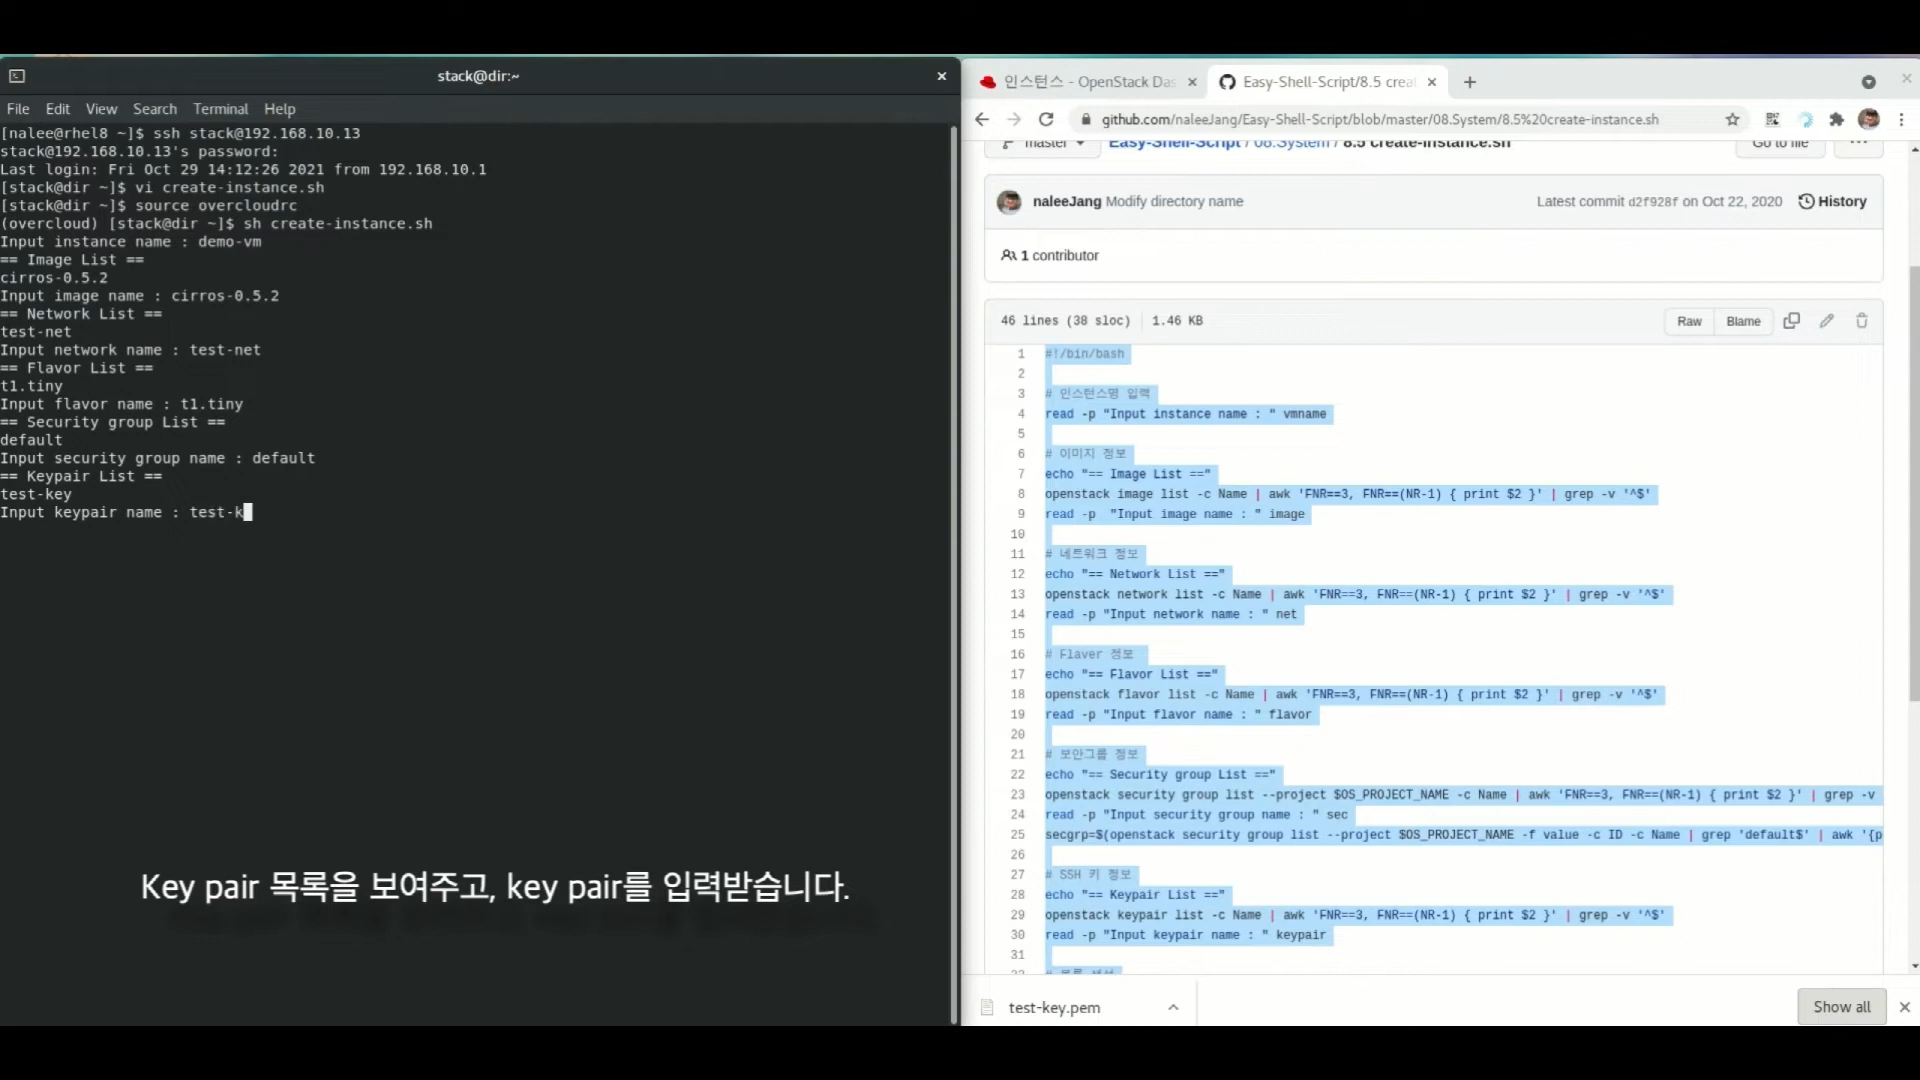 stack@dir:~
File Edit View Search Terminal Help
[nalee@rhel8 ~]$ ssh stack@192.168.10.13
stack@192.168.10.13's password:
Last login: Fri Oct 29 14:12:26 2021 from 192.168.10.1
[stack@dir ~]$ vi create-instance.sh
[stack@dir ~]$ source overcloudrc
(overcloud) [stack@dir ~]$ sh create-instance.sh
Input instance name : demo-vm
== Image List ==
cirros-0.5.2
Input image name : cirros-0.5.2
== Network List ==
test-net
Input network name : test-net
== Flavor List ==
t1.tiny
Input flavor name : t1.tiny
== Security group List ==
default
Input security group name : default
== Keypair List ==
test-key
Input keypair name : test-k
Key pair 목록을 보여주고, key pair를 입력받습니다.
인스턴스 - OpenStack Das
Easy-Shell-Script/8.5 creat
github.com/naleeJang/Easy-Shell-Script/blob/master/08.System/8.5%20create-instance.sh
master Easy-Shell-Script / 08.System / 8.5 create-instance.sh Go to file
naleeJang Modify directory name Latest commit d2f928f on Oct 22, 2020 History
1 contributor
46 lines (38 sloc) 1.46 KB Raw Blame
1 #!/bin/bash
2
3 # 인스턴스명 입력
4 read -p "Input instance name : " vmname
5
6 # 이미지 정보
7 echo "== Image List =="
8 openstack image list -c Name | awk 'FNR==3, FNR==(NR-1) { print $2 }' | grep -v '^$'
9 read -p  "Input image name : " image
10
11 # 네트워크 정보
12 echo "== Network List =="
13 openstack network list -c Name | awk 'FNR==3, FNR==(NR-1) { print $2 }' | grep -v '^$'
14 read -p "Input network name : " net
15
16 # Flaver 정보
17 echo "== Flavor List =="
18 openstack flavor list -c Name | awk 'FNR==3, FNR==(NR-1) { print $2 }' | grep -v '^$'
19 read -p "Input flavor name : " flavor
20
21 # 보안그룹 정보
22 echo "== Security group List =="
23 openstack security group list --project $OS_PROJECT_NAME -c Name | awk 'FNR==3, FNR==(NR-1) { print $2 }' | grep -v
24 read -p "Input security group name : " sec
25 secgrp=$(openstack security group list --project $OS_PROJECT_NAME -f value -c ID -c Name | grep 'default$' | awk '{p
26
27 # SSH 키 정보
28 echo "== Keypair List =="
29 openstack keypair list -c Name | awk 'FNR==3, FNR==(NR-1) { print $2 }' | grep -v '^$'
30 read -p "Input keypair name : " keypair
31
test-key.pem Show all